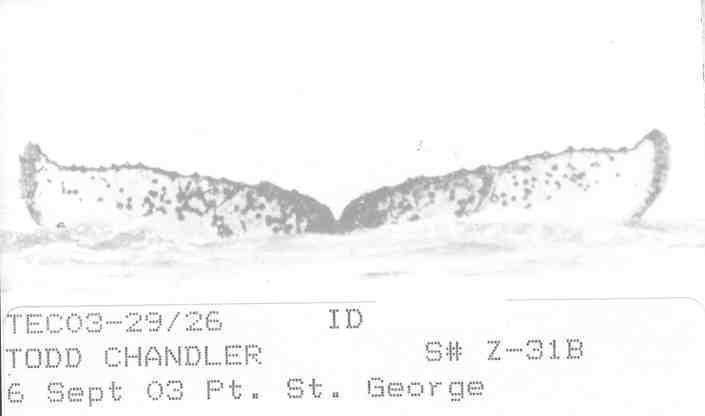 TEC03-29/26 ID
TODD CHANDLER S# Z-31B
6 Sept 03 Pt. St. George